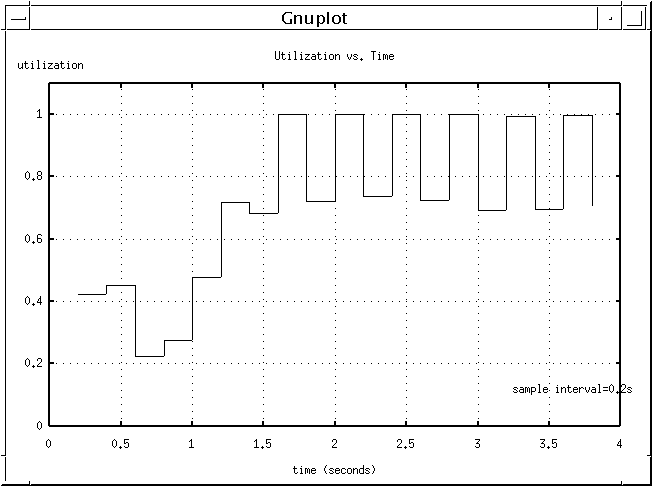 Gnuplot
Utilization vs. Time
utilization
1
0.8
0.6
0.4
0.2
0
sample interval=0.2s
0 0.5 1 1.5 2 2.5 3 3.5 4
time (seconds)